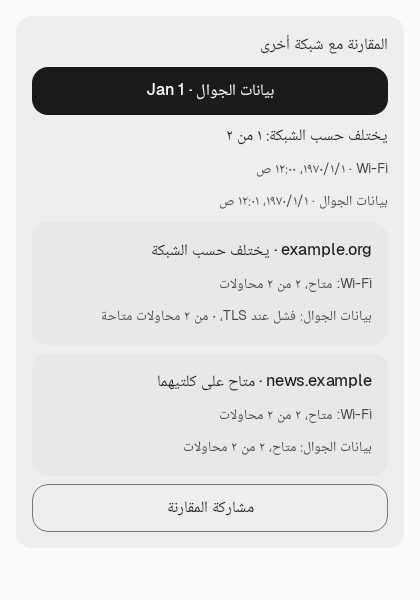 المقارنة مع شبكة أخرى
بيانات الجوال · Jan 1
يختلف حسب الشبكة: ١ من ٢
Wi-Fi · ١٩٧٠/١/١، ١٢:٠٠ ص
بيانات الجوال · ١٩٧٠/١/١، ١٢:٠١ ص
example.org · يختلف حسب الشبكة
Wi-Fi: متاح، ٢ من ٢ محاولات
بيانات الجوال: فشل عند TLS، ٠ من ٢ محاولات متاحة
news.example · متاح على كلتيهما
Wi-Fi: متاح، ٢ من ٢ محاولات
بيانات الجوال: متاح، ٢ من ٢ محاولات
مشاركة المقارنة